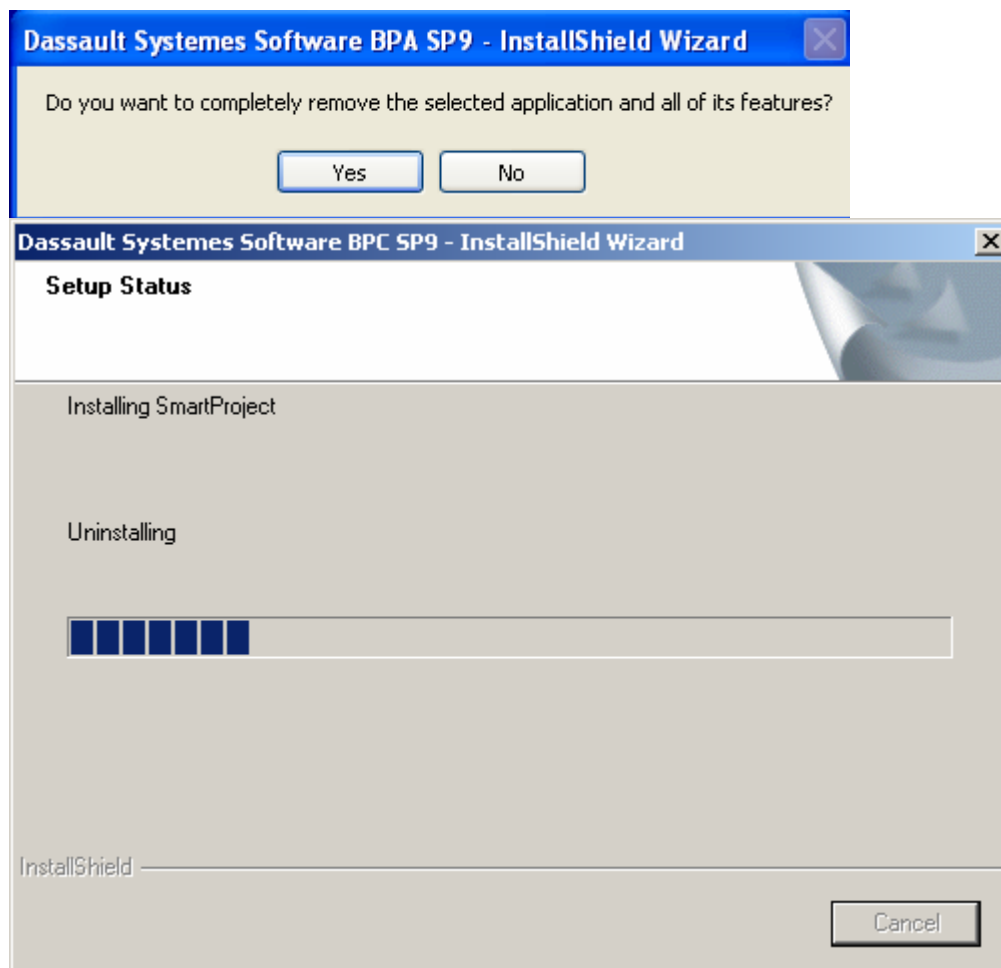 Dassault Systemes Software BPA SP9 - InstallShield Wizard
Do you want to completely remove the selected application and all of its features?
Yes No
Dassault Systemes Software BPC SP9 - InstallShield Wizard
Setup Status
Installing SmartProject
Uninstalling
InstallShield
Cancel